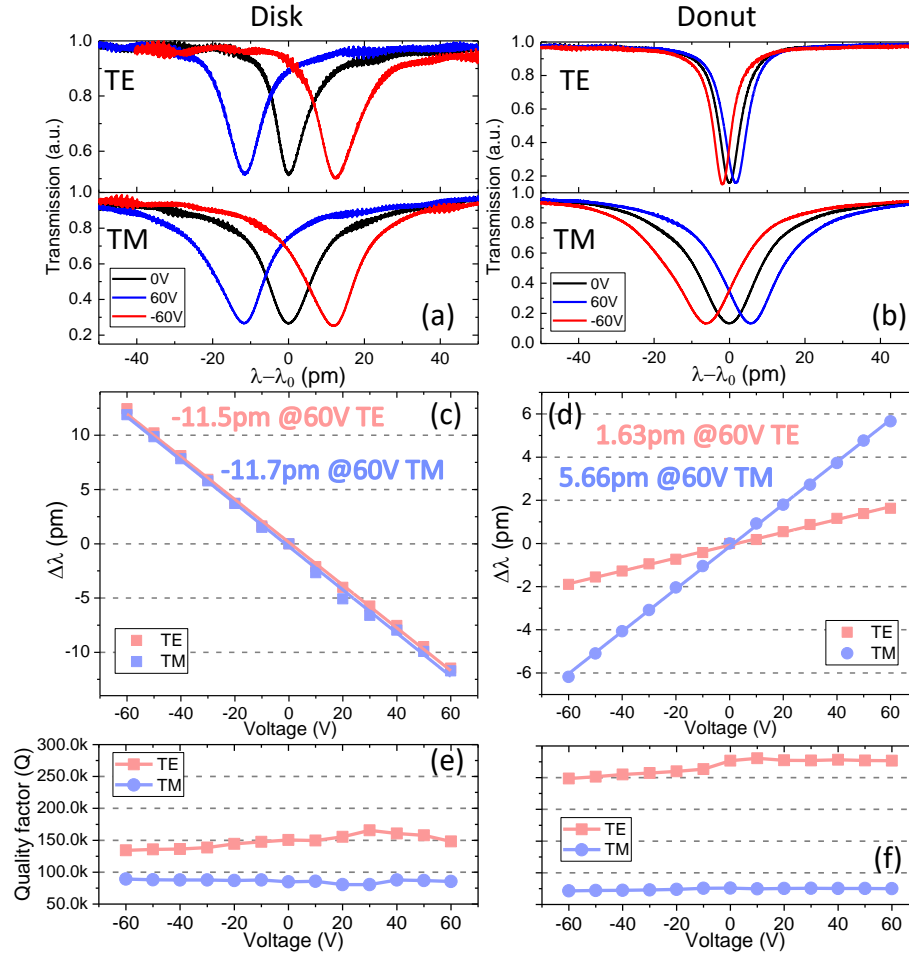 Disk
Donut
TE
TM
Transmission (a.u.)
1.0
0.8
0.6
1.0
0.8
0.6
0.4
0.2
0V
60V
-60V
(a)
-40 -20 0 20 40
λ−λ₀ (pm)
TE
TM
Transmission (a.u.)
1.0
0.8
0.6
0.4
0.2
1.0
0.8
0.6
0.4
0.2
0.0
0V
60V
-60V
(b)
-40 -20 0 20 40
λ−λ₀ (pm)
(c)
-11.5pm @60V TE
-11.7pm @60V TM
Δλ (pm)
10
5
0
-5
-10
TE
TM
-60 -40 -20 0 20 40 60
Voltage (V)
(d)
1.63pm @60V TE
5.66pm @60V TM
Δλ (pm)
6
4
2
0
-2
-4
-6
TE
TM
-60 -40 -20 0 20 40 60
Voltage (V)
(e)
Quality factor (Q)
300.0k
250.0k
200.0k
150.0k
100.0k
50.0k
TE
TM
-60 -40 -20 0 20 40 60
Voltage (V)
TE
TM
(f)
-60 -40 -20 0 20 40 60
Voltage (V)